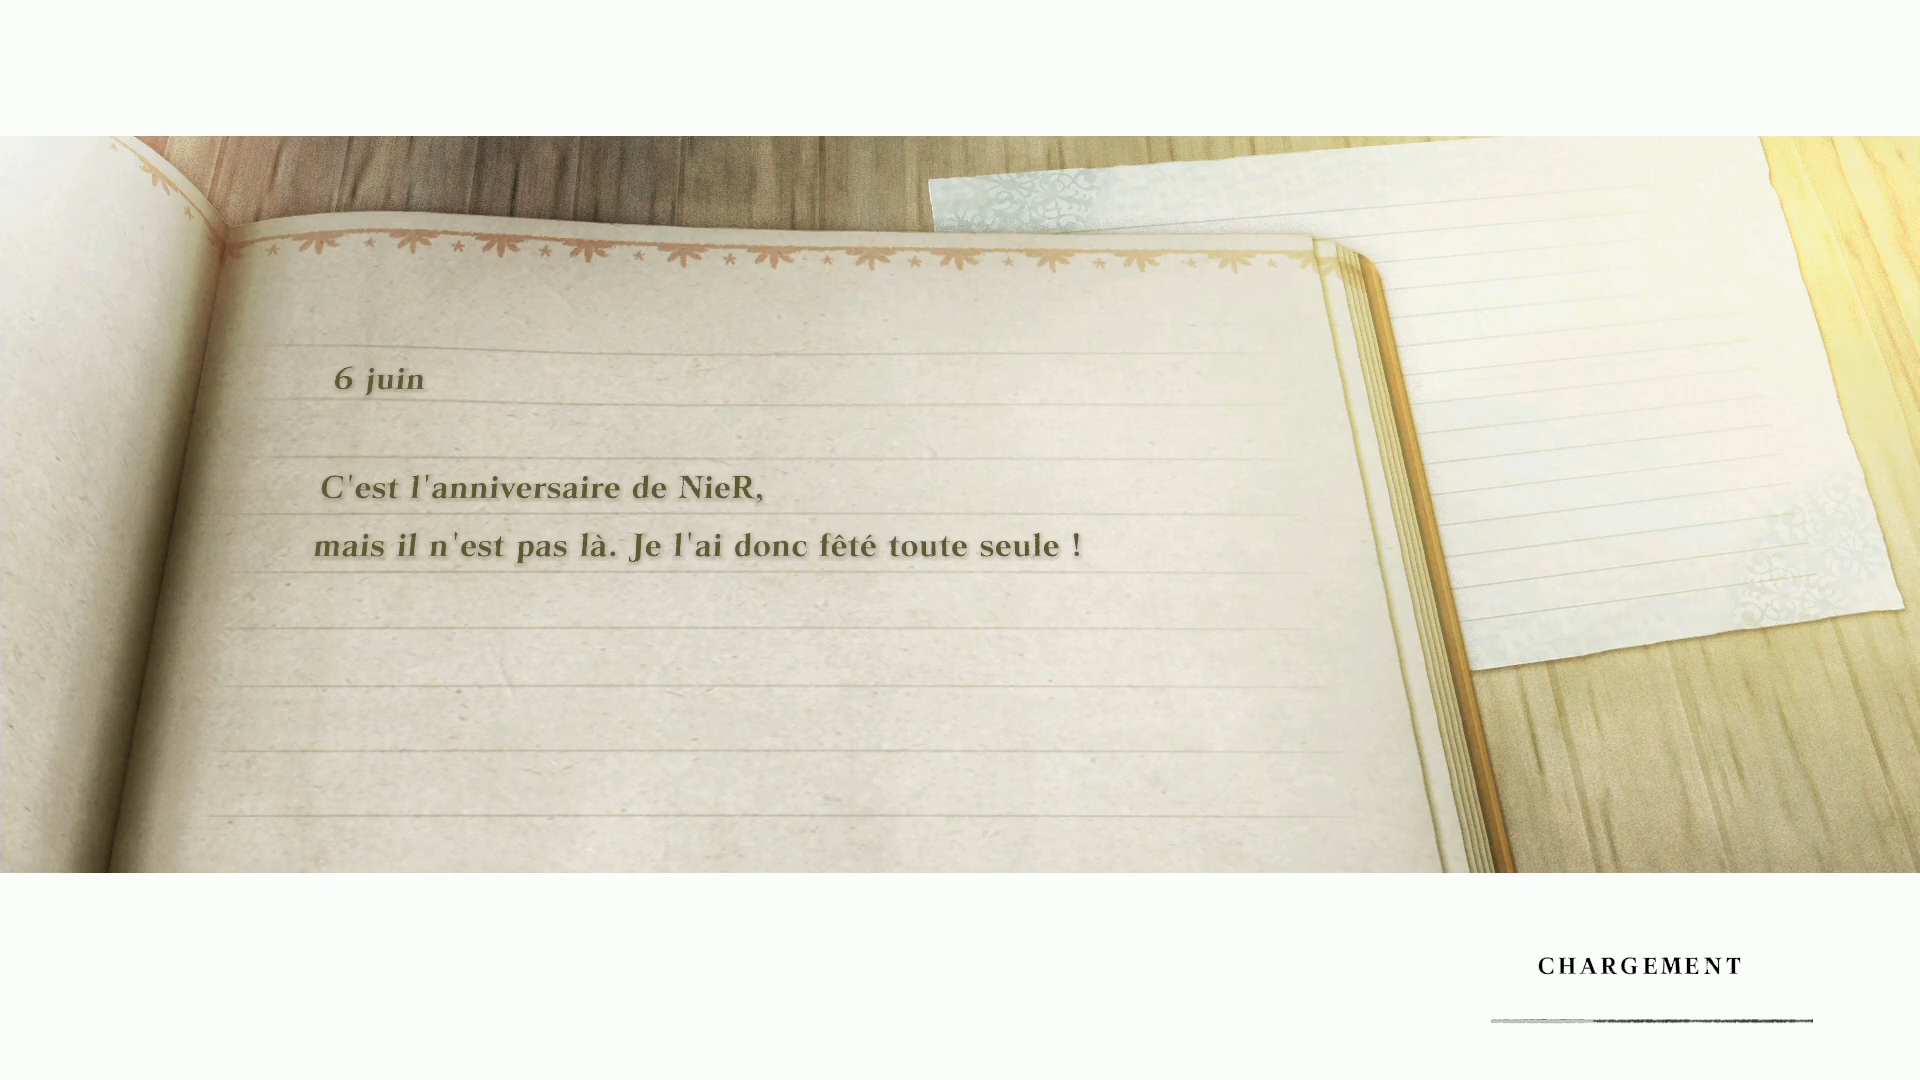 6 juin
C'est l'anniversaire de NieR,
mais il n'est pas là. Je l'ai donc fêté toute seule !
CHARGEMENT